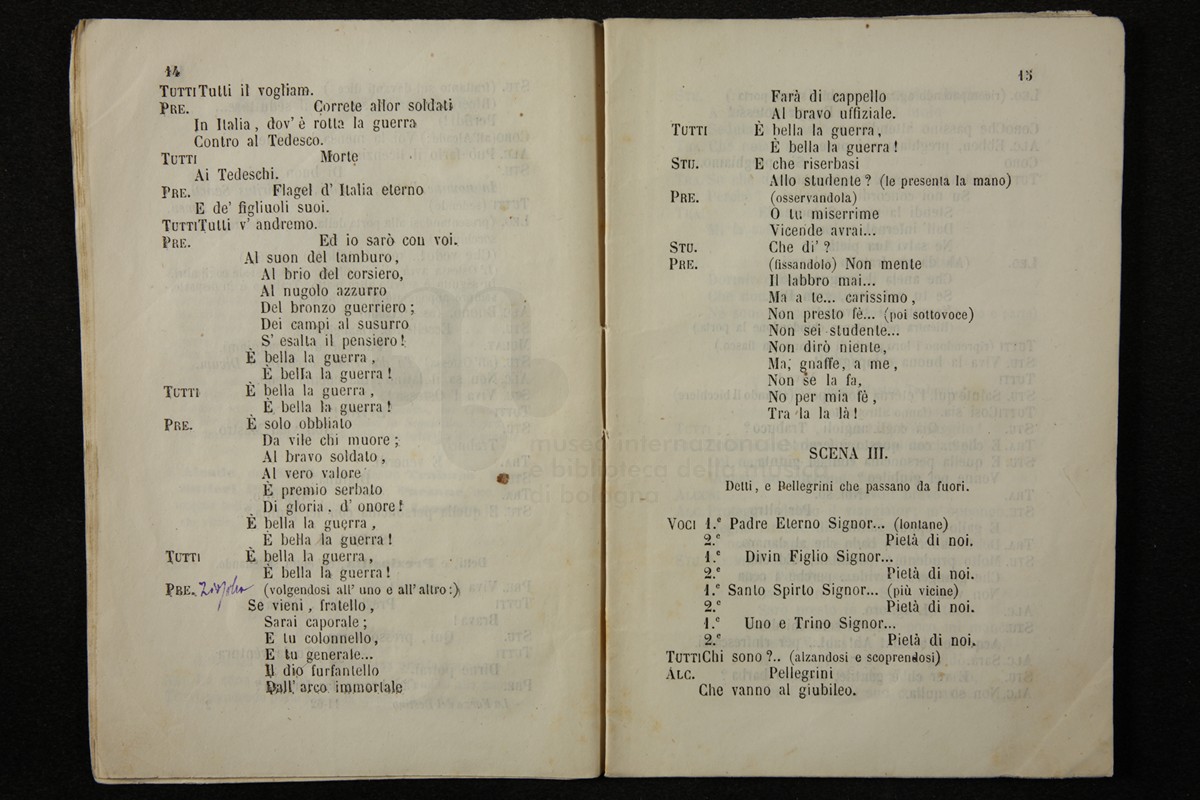 14
TUTTI Tutti il vogliam.
PRE. Correte allor soldati
In Italia, dov' è rotta la guerra
Contro al Tedesco.
TUTTI Morte
Ai Tedeschi.
PRE. Flagel d' Italia eterno
E de' figliuoli suoi.
TUTTI Tutti v' andremo.
PRE. Ed io sarò con voi.
Al suon del tamburo,
Al brio del corsiero,
Al nugolo azzurro
Del bronzo guerriero;
Dei campi al susurro
S' esalta il pensiero!
È bella la guerra,
È bella la guerra!
TUTTI È bella la guerra,
È bella la guerra!
PRE. È solo obbliato
Da vile chi muore;
Al bravo soldato,
Al vero valore
È premio serbato
Di gloria, d' onore!
È bella la guerra,
È bella la guerra!
TUTTI È bella la guerra,
È bella la guerra!
PRE. (volgendosi all' uno e all' altro:)
Se vieni, fratello,
Sarai caporale;
E tu colonnello,
E tu generale...
Il dio furfantello
Dall' arco immortale
15
Farà di cappello
Al bravo uffiziale.
TUTTI È bella la guerra,
È bella la guerra!
STU. E che riserbasi
Allo studente? (le presenta la mano)
PRE. (osservandola)
O tu miserrime
Vicende avrai...
STU. Che di'?
PRE. (fissandolo) Non mente
Il labbro mai...
Ma a te... carissimo,
Non presto fè... (poi sottovoce)
Non sei studente...
Non dirò niente,
Ma, gnaffe, a me,
Non se la fa,
No per mia fè,
Tra la la là!
SCENA III.
Detti, e Pellegrini che passano da fuori.
VOCI 1.e Padre Eterno Signor... (lontane)
2.e Pietà di noi.
1.e Divin Figlio Signor...
2.e Pietà di noi.
1.e Santo Spirto Signor... (più vicine)
2.e Pietà di noi.
1.e Uno e Trino Signor...
2.e Pietà di noi.
TUTTI Chi sono?.. (alzandosi e scoprendosi)
ALC. Pellegrini
Che vanno al giubileo.
museo internazionale
e biblioteca della musica
di bologna